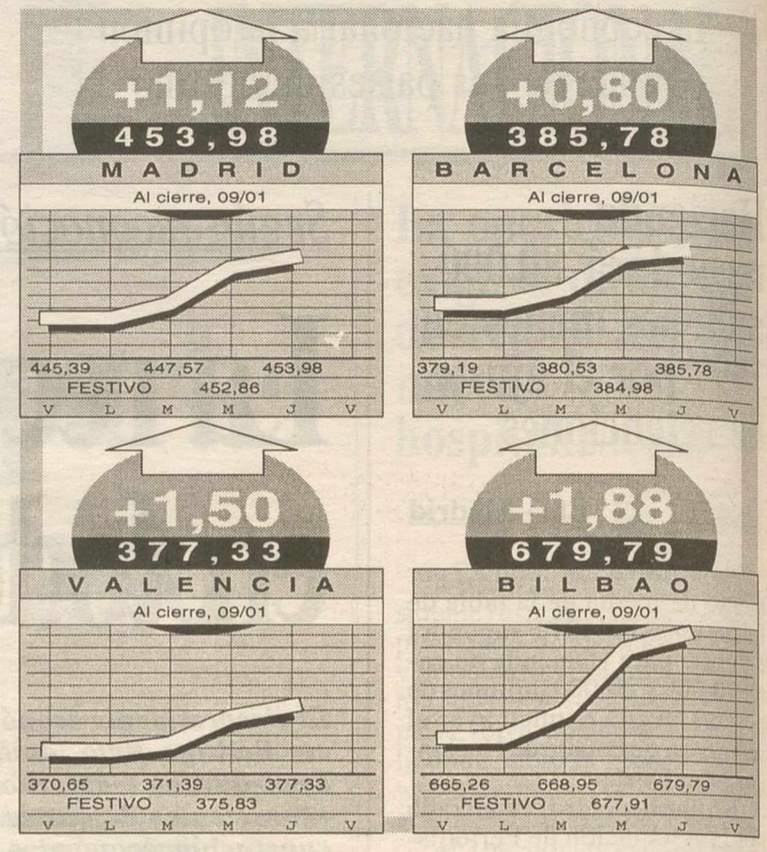 +1,12
453,98
MADRID
Al cierre, 09/01
445,39 447,57 453,98
FESTIVO 452,86
V L M M J V
+0,80
385,78
BARCELONA
Al cierre, 09/01
379,19 380,53 385,78
FESTIVO 384,98
V L M M J V
+1,50
377,33
VALENCIA
Al cierre, 09/01
370,65 371,39 377,33
FESTIVO 375,83
V L M M J V
+1,88
679,79
BILBAO
Al cierre, 09/01
665,26 668,95 679,79
FESTIVO 677,91
V L M M J V